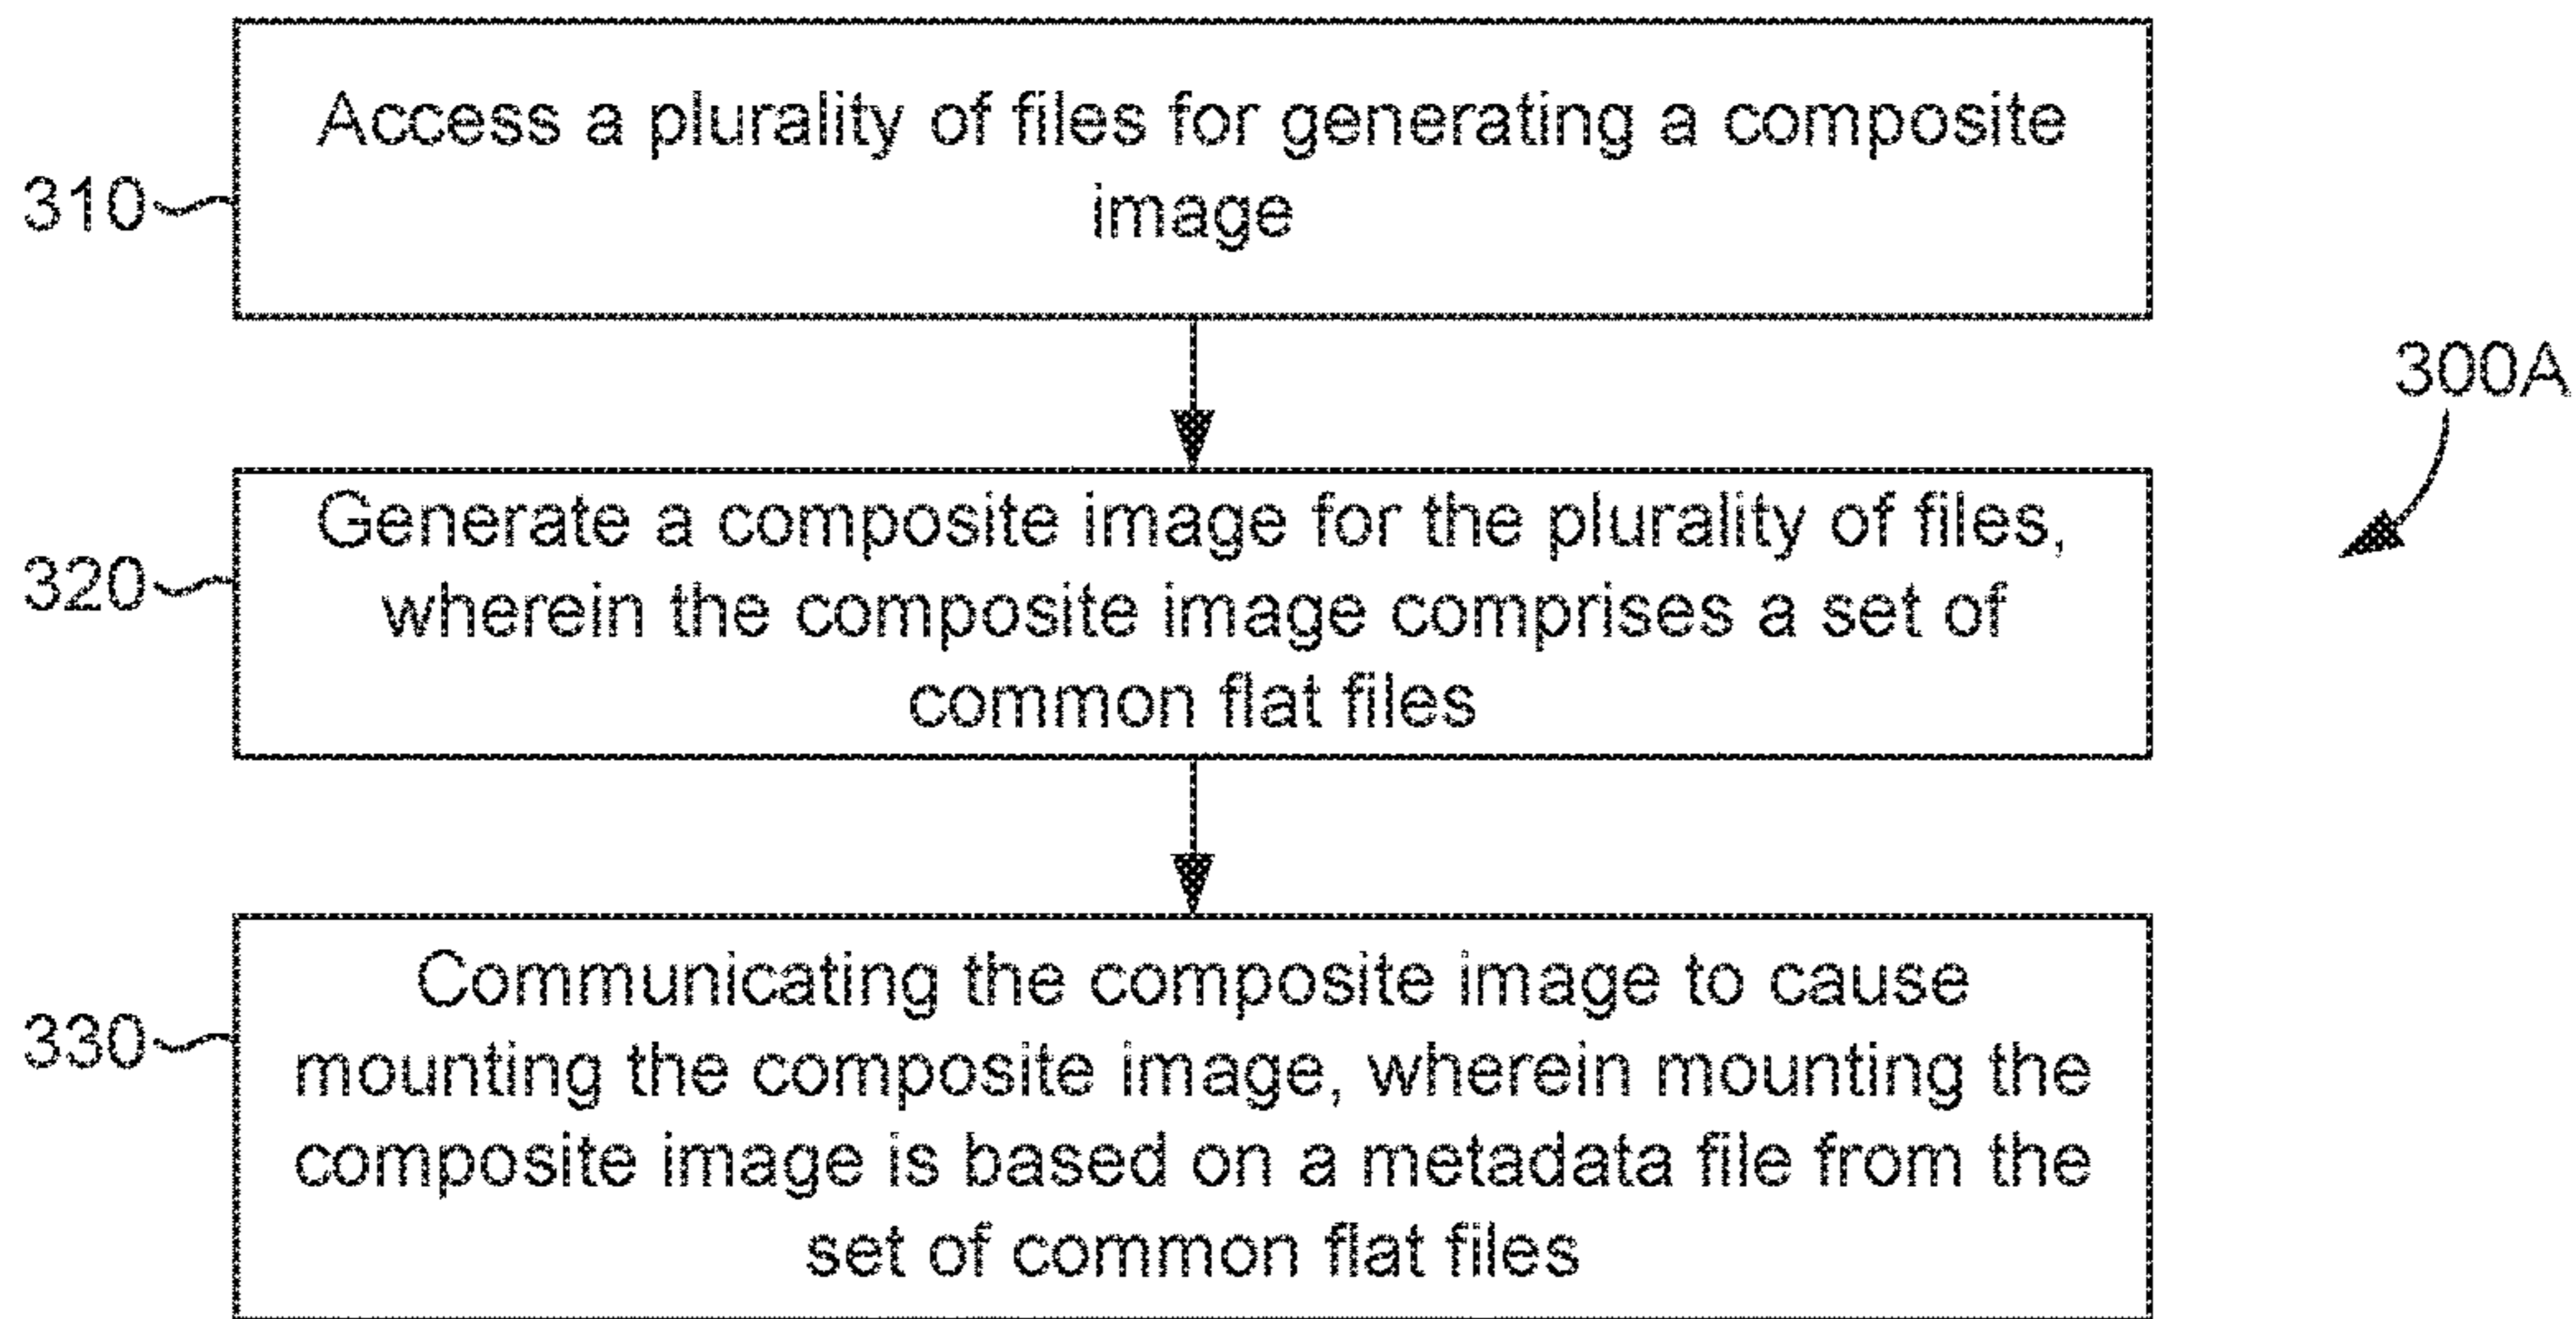 Access a plurality of files for generating a composite
image
310
300A
Generate a composite image for the plurality of files,
wherein the composite image comprises a set of
common flat files
320
Communicating the composite image to cause
mounting the composite image, wherein mounting the
composite image is based on a metadata file from the
set of common flat files
330